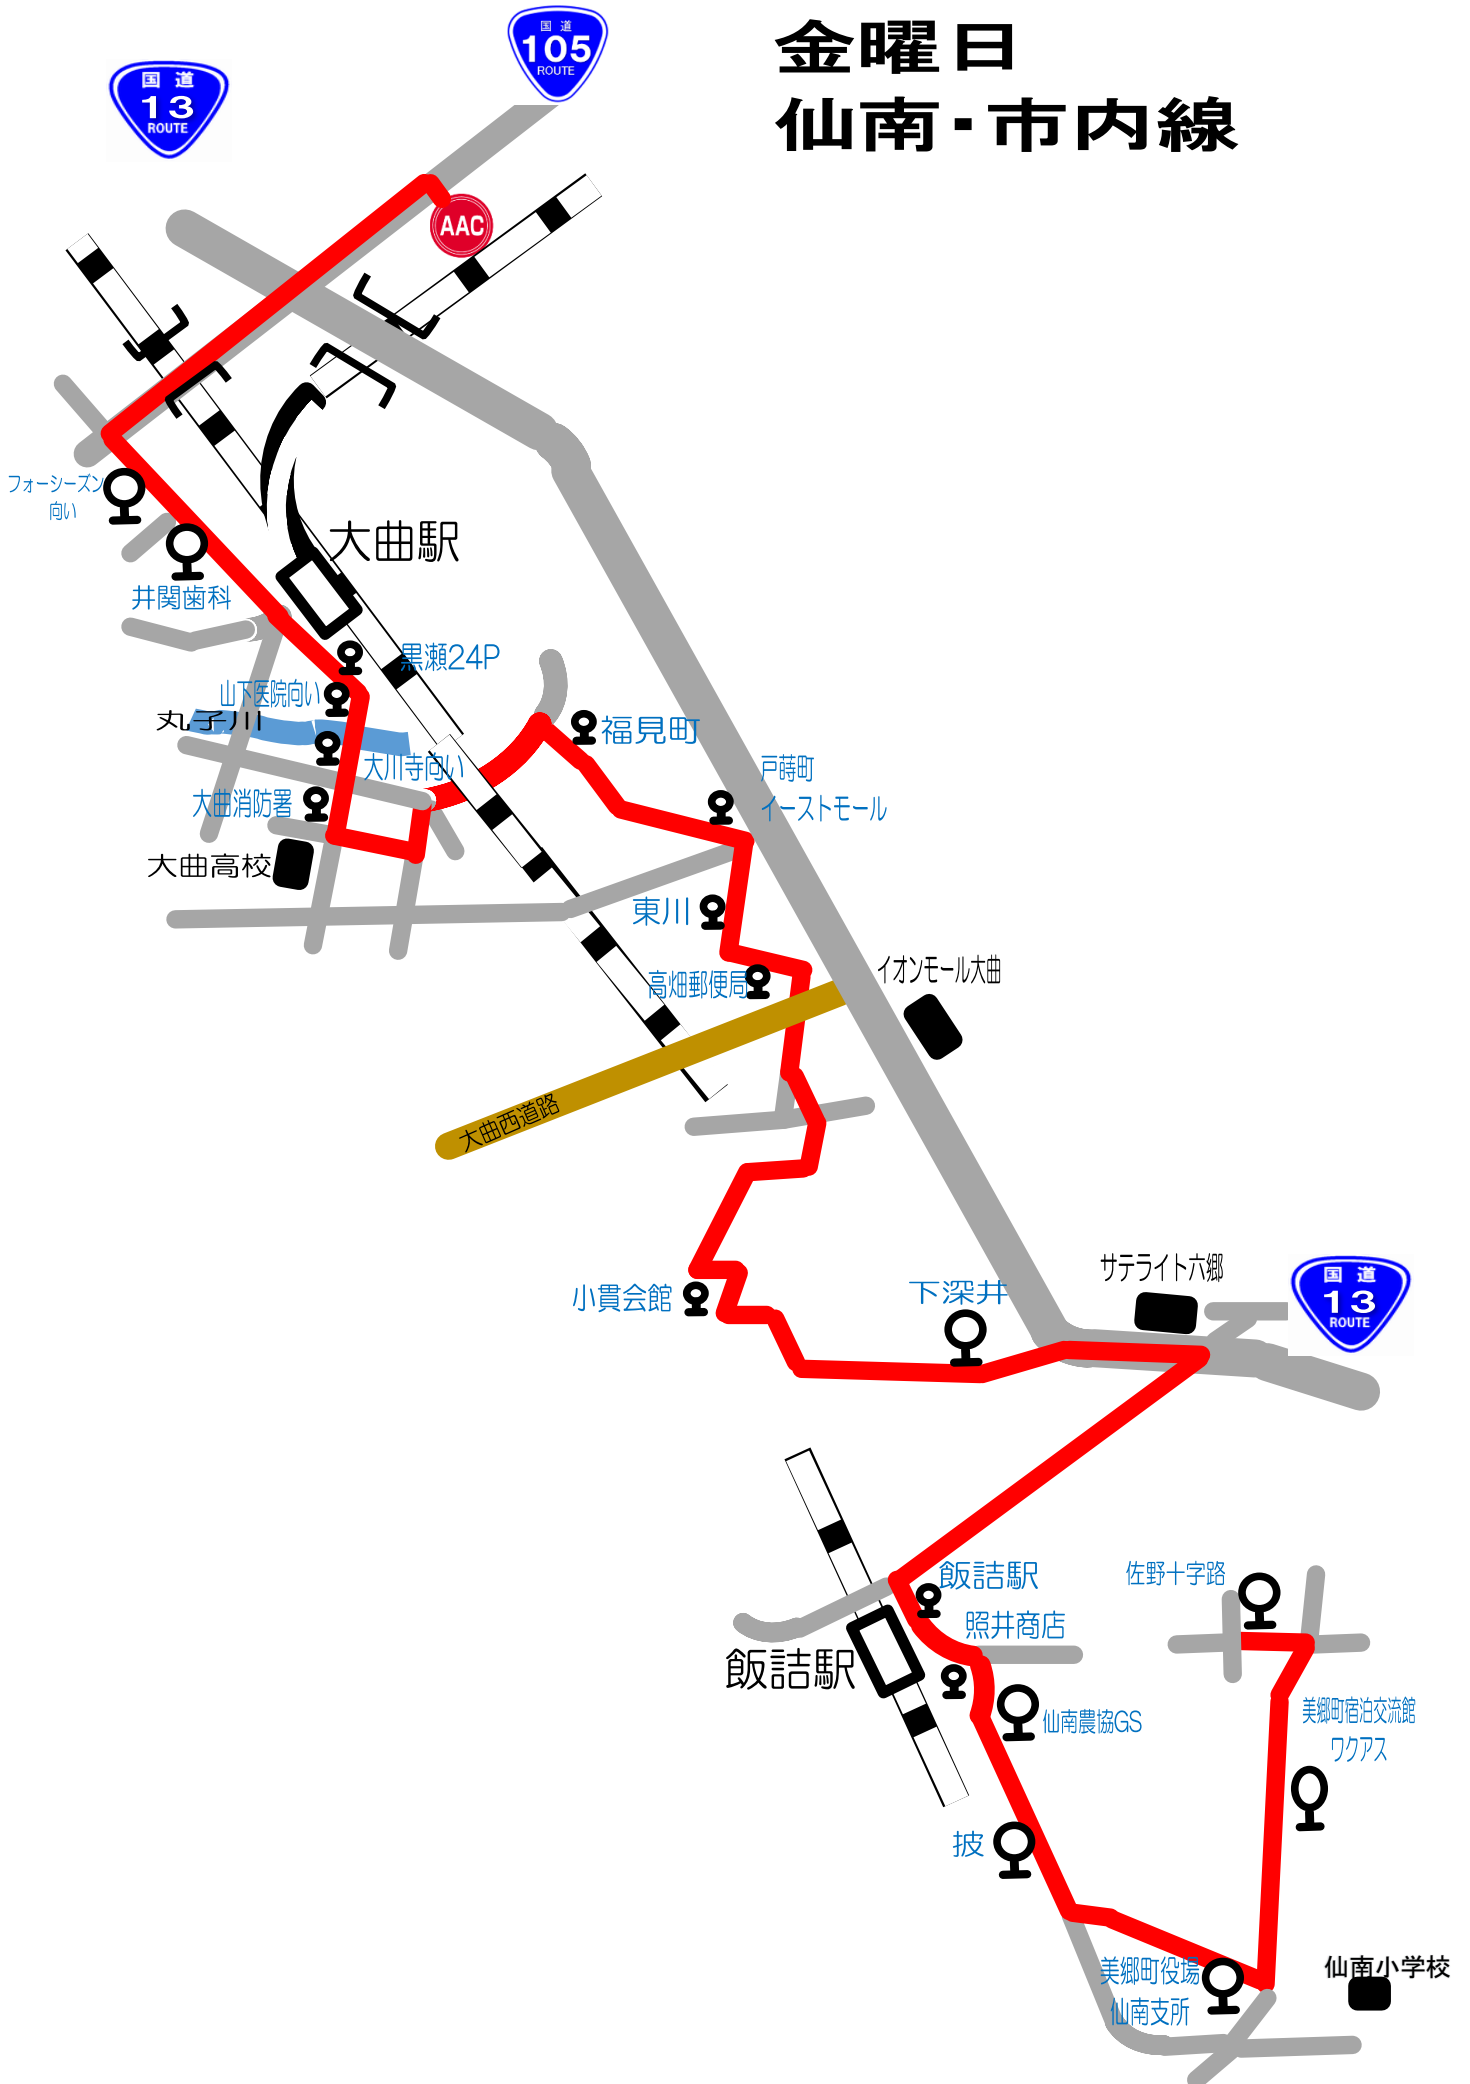 国道
105
ROUTE
金曜日
仙南・市内線
国道
13
ROUTE
AAC
フォーシーズン
向い
大曲駅
井関歯科
黒瀬24P
山下医院向い
丸子川
福見町
大川寺向い
戸蒔町
イーストモール
大曲消防署
大曲高校
東川
高畑郵便局
イオンモール大曲
大曲西道路
サテライト六郷
小貫会館
下深井
国道
13
ROUTE
飯詰駅
佐野十字路
照井商店
飯詰駅
仙南農協GS
美郷町宿泊交流館
ワクアス
披
美郷町役場
仙南支所
仙南小学校